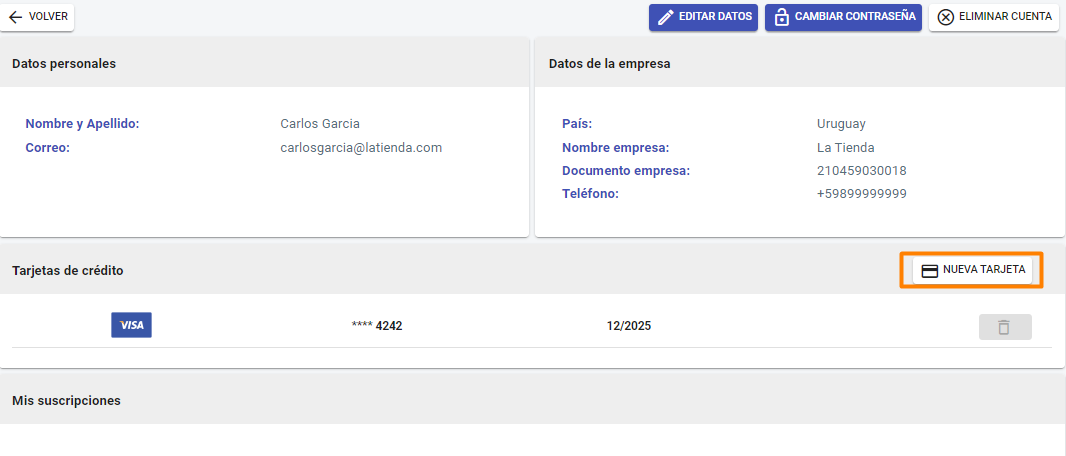 VOLVER
EDITAR DATOS
CAMBIAR CONTRASEÑA
ELIMINAR CUENTA
Datos personales
Nombre y Apellido: Carlos Garcia
Correo: carlosgarcia@latienda.com
Datos de la empresa
País: Uruguay
Nombre empresa: La Tienda
Documento empresa: 210459030018
Teléfono: +59899999999
Tarjetas de crédito
NUEVA TARJETA
VISA **** 4242 12/2025
Mis suscripciones